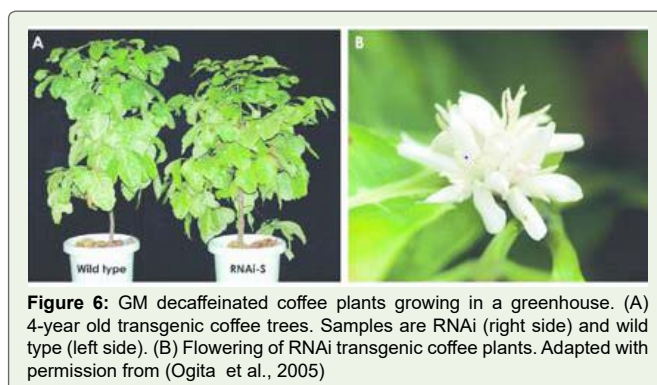 A
B
Wild type
RNAi-S
Figure 6: GM decaffeinated coffee plants growing in a greenhouse. (A)
4-year old transgenic coffee trees. Samples are RNAi (right side) and wild
type (left side). (B) Flowering of RNAi transgenic coffee plants. Adapted with
permission from (Ogita et al., 2005)